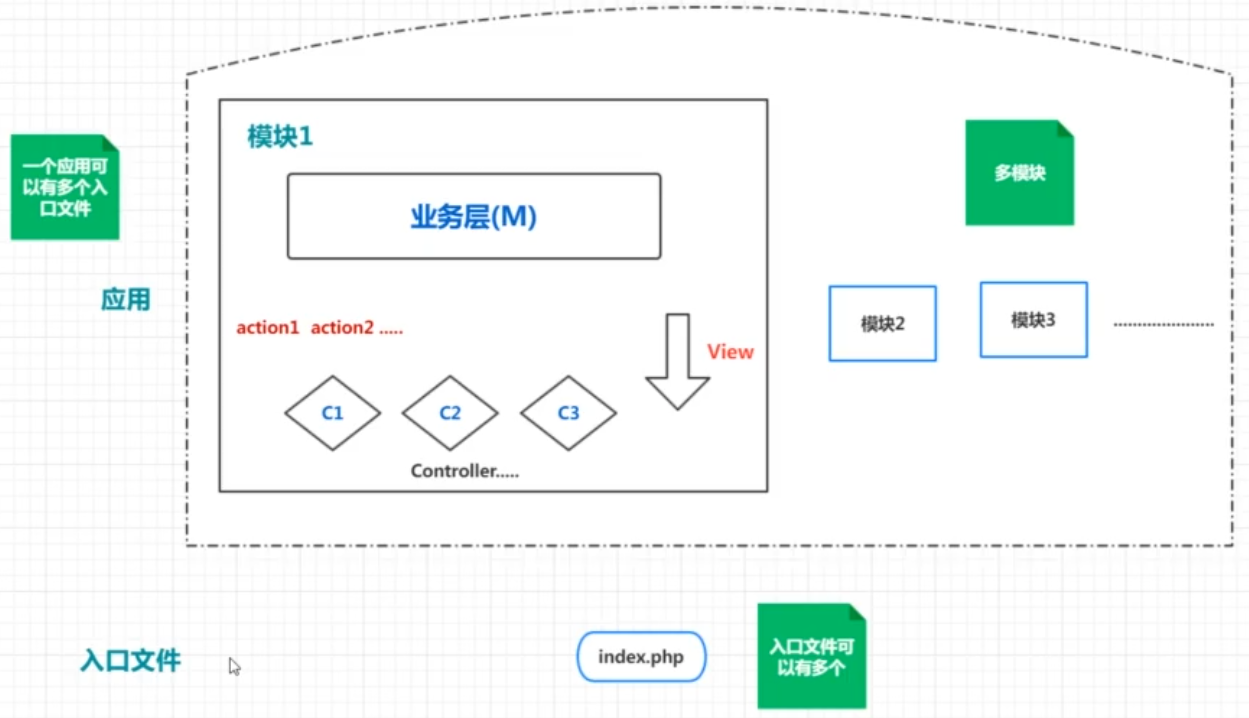 模块1
一个应用可
以有多个入
口文件
多模块
业务层(M)
应用
action1 action2 .....
View
模块2
模块3
C1
C2
C3
Controller.....
入口文件
index.php
入口文件可
以有多个